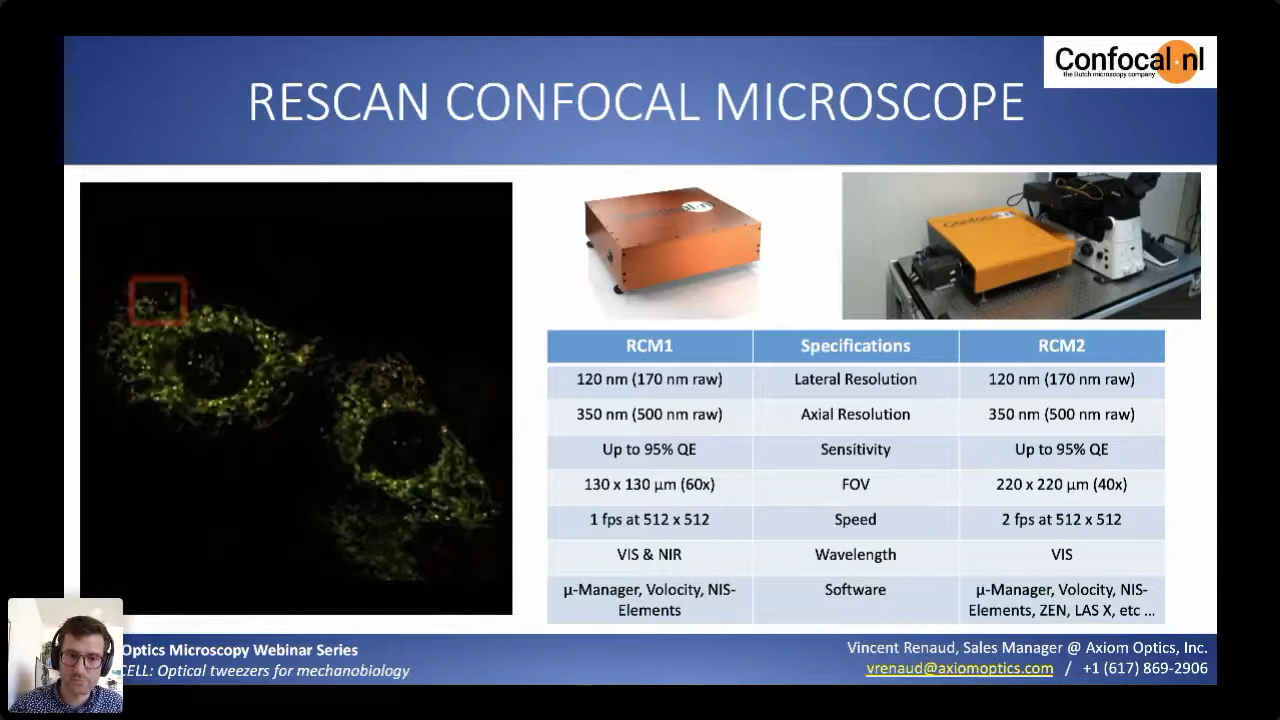 Confocal.nl
the Dutch microscopy company
RESCAN CONFOCAL MICROSCOPE
RCM1 Specifications RCM2
120 nm (170 nm raw) Lateral Resolution 120 nm (170 nm raw)
350 nm (500 nm raw) Axial Resolution 350 nm (500 nm raw)
Up to 95% QE Sensitivity Up to 95% QE
130 x 130 µm (60x) FOV 220 x 220 µm (40x)
1 fps at 512 x 512 Speed 2 fps at 512 x 512
VIS & NIR Wavelength VIS
µ-Manager, Volocity, NIS- Software µ-Manager, Volocity, NIS-
Elements Elements, ZEN, LAS X, etc ...
Optics Microscopy Webinar Series
CELL: Optical tweezers for mechanobiology
Vincent Renaud, Sales Manager @ Axiom Optics, Inc.
vrenaud@axiomoptics.com / +1 (617) 869-2906